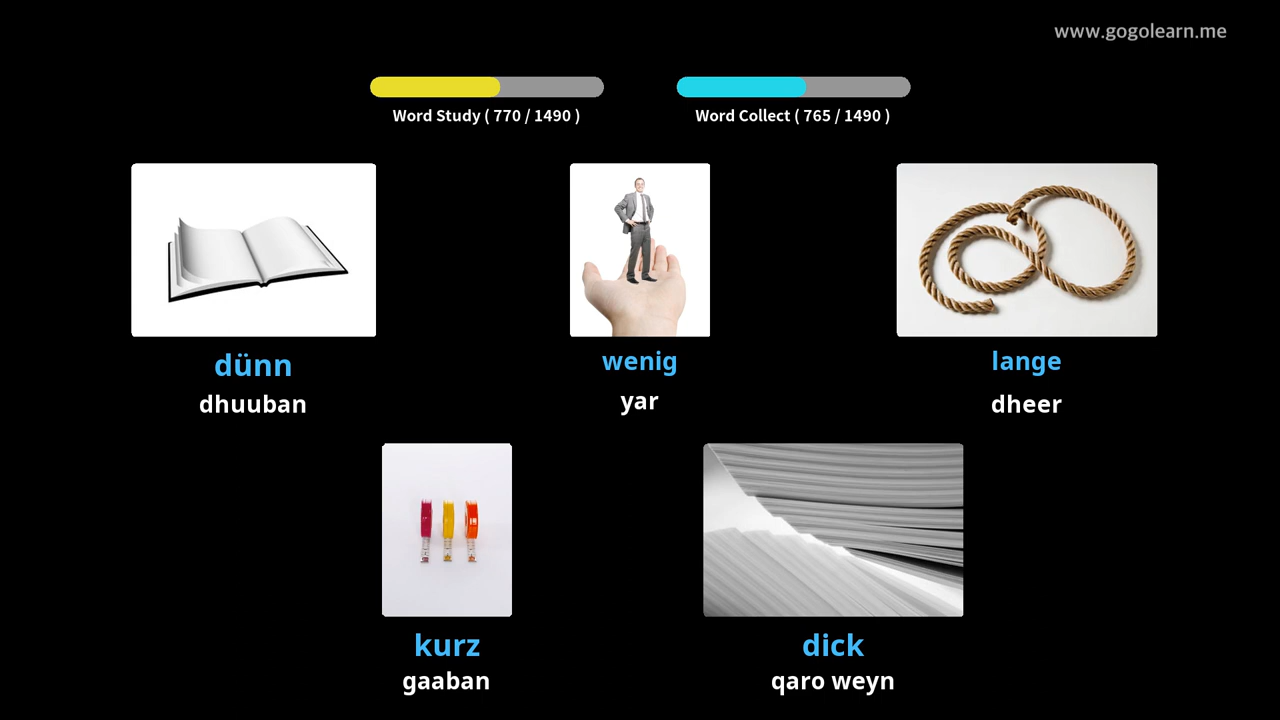 www.gogolearn.me
Word Study ( 770 / 1490 )
Word Collect ( 765 / 1490 )
dünn
dhuuban
wenig
yar
lange
dheer
kurz
gaaban
dick
qaro weyn